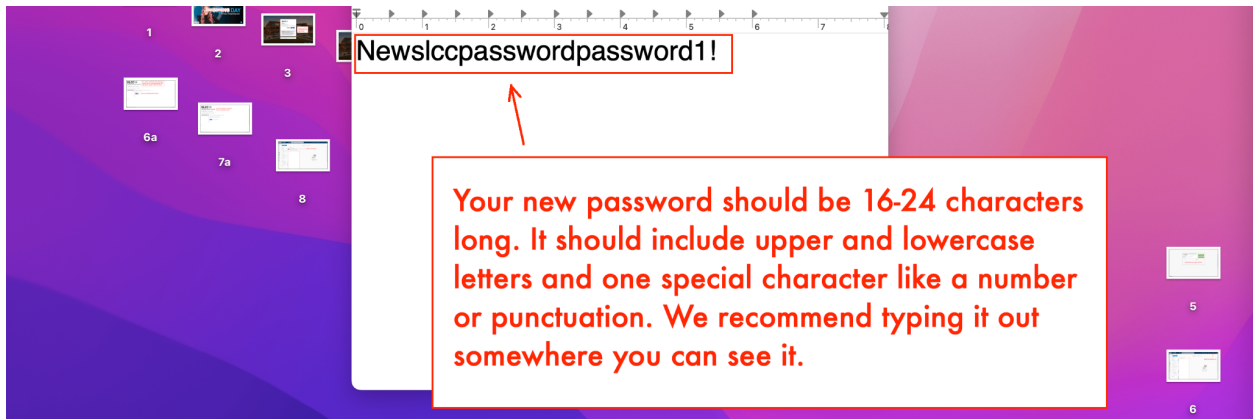 1
2
3
6a
7a
8
0 1 2 3 4 5 6 7
Newslccpasswordpassword1!
Your new password should be 16-24 characters
long. It should include upper and lowercase
letters and one special character like a number
or punctuation. We recommend typing it out
somewhere you can see it.
5
6